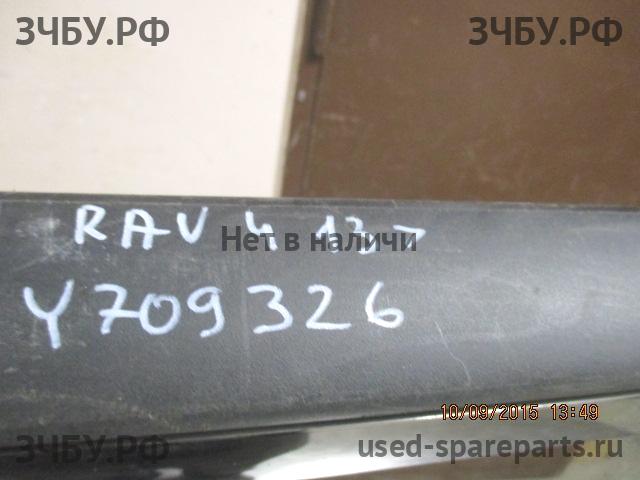 ЗЧБУ.РФ ЗЧБУ.РФ
RAV 4 13>
Нет в наличии
Y709326
10/09/2015 13:49
ЗЧБУ.РФ used-spareparts.ru